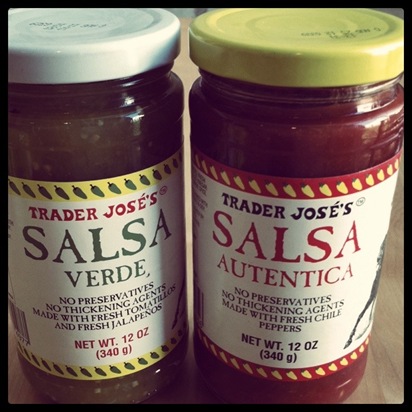 TRADER JOSÉ'S™
SALSA
VERDE
NO PRESERVATIVES
NO THICKENING AGENTS
MADE WITH FRESH TOMATILLOS
AND FRESH JALAPEÑOS
NET WT. 12 OZ
(340 g)
TRADER JOSÉ'S™
SALSA
AUTENTICA
NO PRESERVATIVES
NO THICKENING AGENTS
MADE WITH FRESH CHILE
PEPPERS
NET WT. 12 OZ
(340 g)